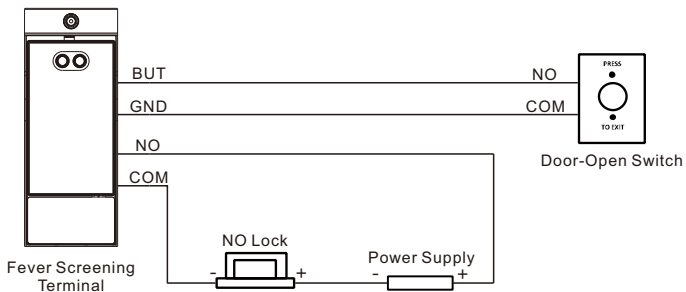 BUT
NO
PRESS
GND
COM
TO EXIT
NO
Door-Open Switch
COM
NO Lock
Power Supply
- +
- +
Fever Screening
Terminal